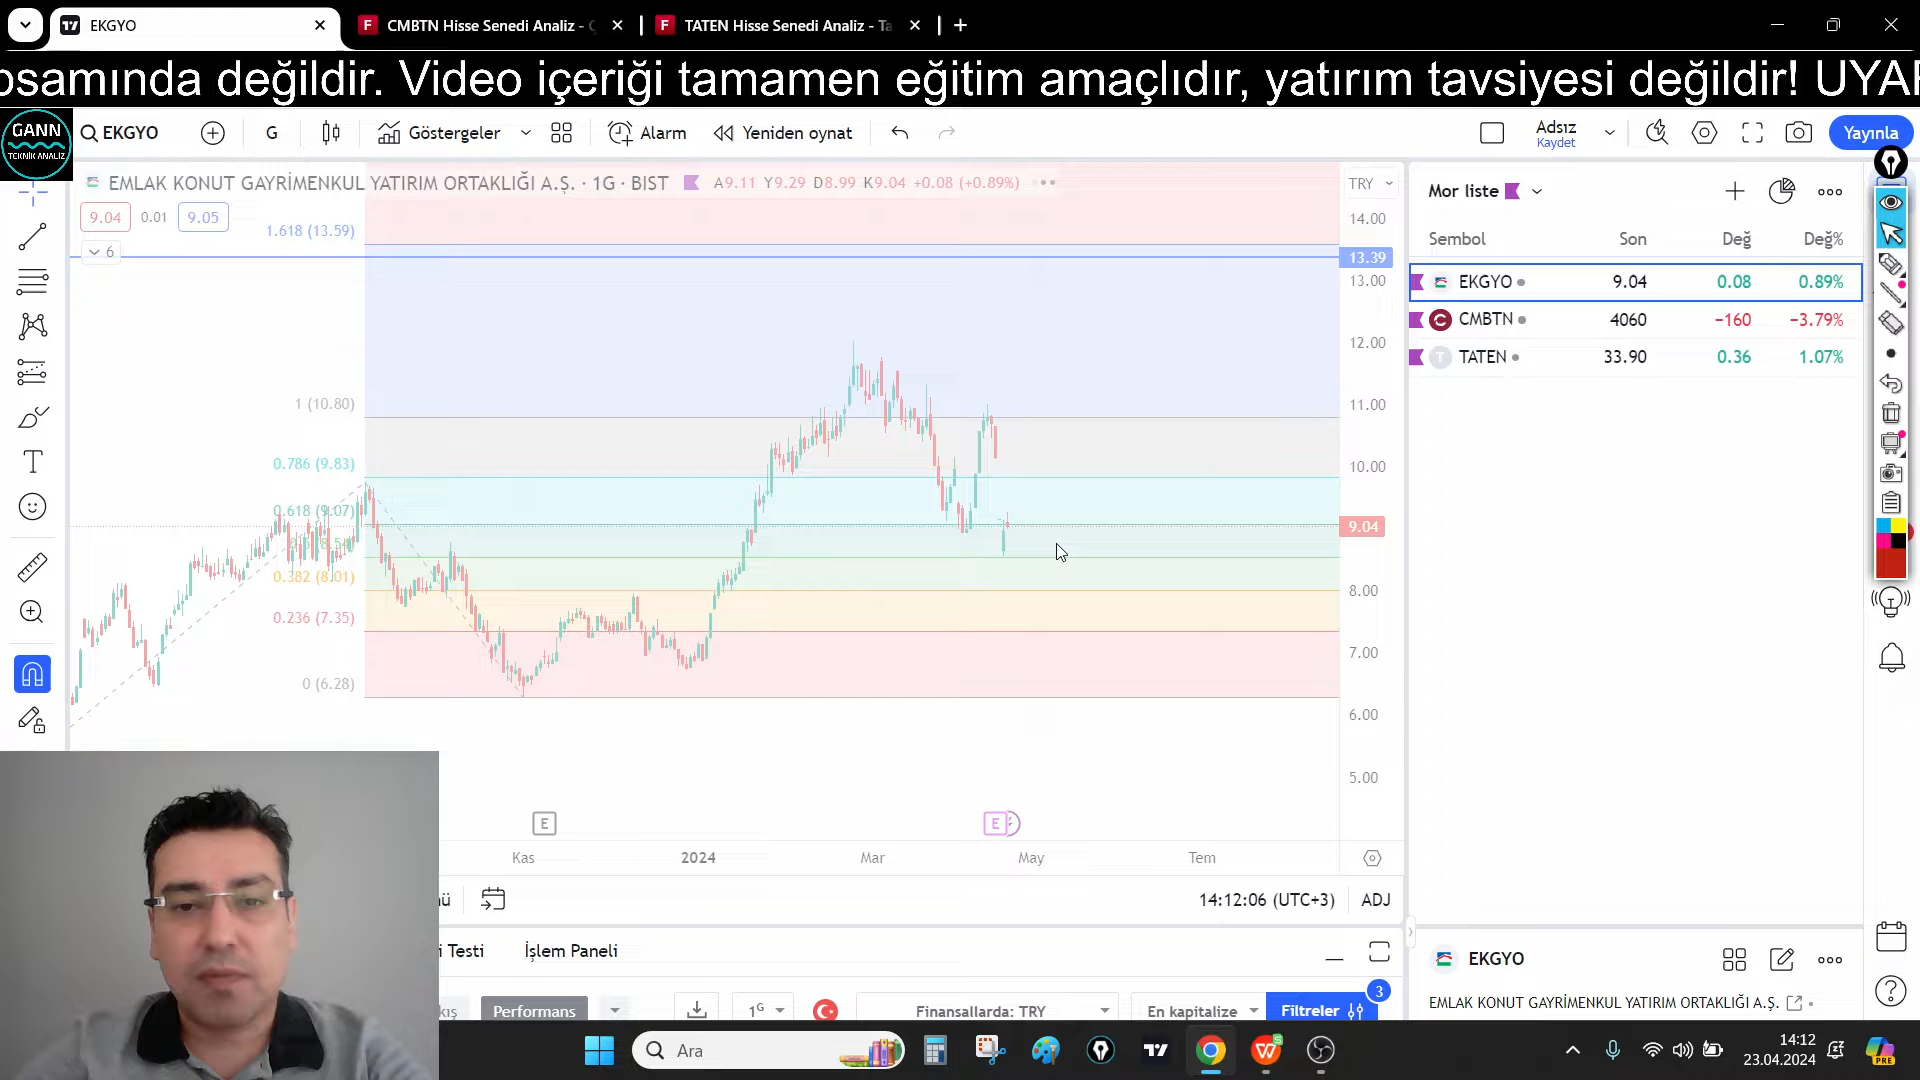 EKGYO
CMBTN Hisse Senedi Analiz -
TATEN Hisse Senedi Analiz - Ta
osamında değildir. Video içeriği tamamen eğitim amaçlıdır, yatırım tavsiyesi değildir! UYAR
GANN
TEKNİK ANALİZ
EKGYO
G
Göstergeler
Alarm
Yeniden oynat
Adsız
Kaydet
Yayınla
EMLAK KONUT GAYRİMENKUL YATIRIM ORTAKLIĞI A.Ş. · 1G · BIST
A9.11 Y9.29 D8.99 K9.04 +0.08 (+0.89%)
TRY
9.04 0.01 9.05
6
1.618 (13.59)
1 (10.80)
0.786 (9.83)
0.618 (9.07)
0.382 (8.01)
0.236 (7.35)
0 (6.28)
14.00
13.39
13.00
12.00
11.00
10.00
9.04
8.00
7.00
6.00
5.00
E
E
Kas
2024
Mar
May
Tem
14:12:06 (UTC+3)
ADJ
Mor liste
Sembol Son Değ Değ%
EKGYO 9.04 0.08 0.89%
CMBTN 4060 −160 −3.79%
T TATEN 33.90 0.36 1.07%
i Testi
İşlem Paneli
kış
Performans
1G
Finansallarda: TRY
En kapitalize
Filtreler
3
EKGYO
EMLAK KONUT GAYRİMENKUL YATIRIM ORTAKLIĞI A.Ş.
Ara
14:12
23.04.2024
PRE